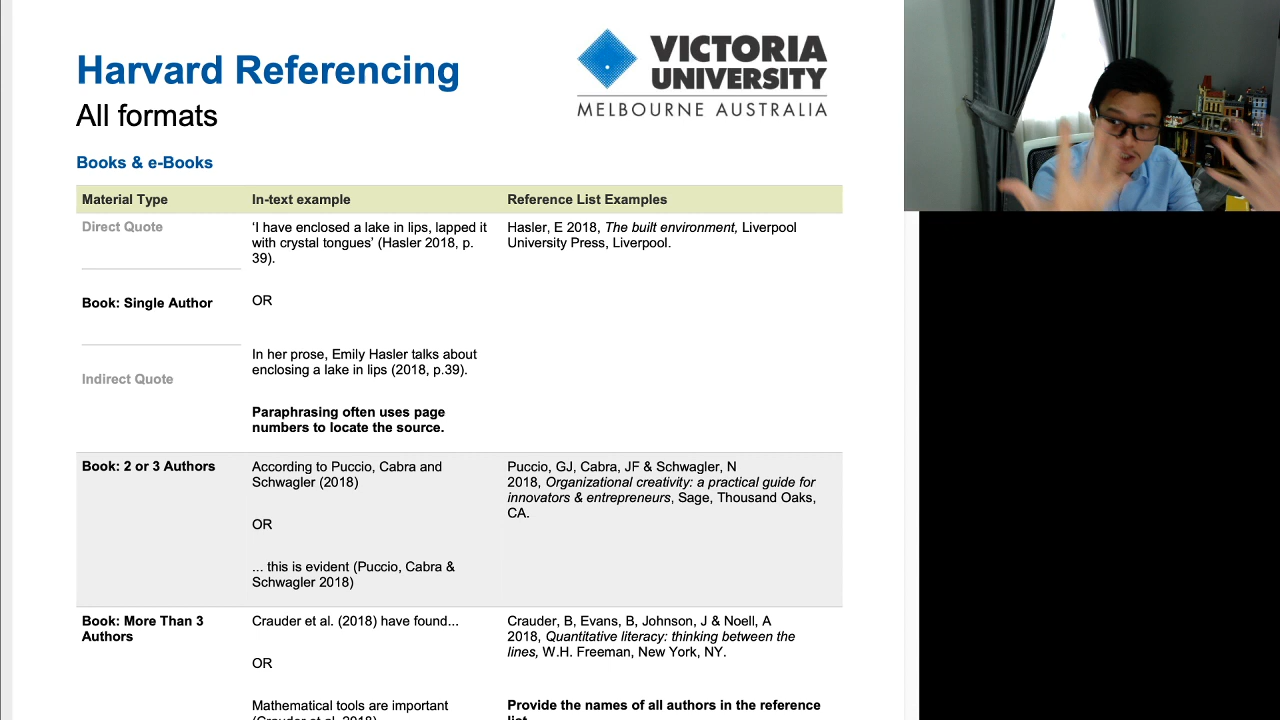 Harvard Referencing
All formats
VICTORIA
UNIVERSITY
MELBOURNE AUSTRALIA
Books & e-Books
Material Type
In-text example
Reference List Examples
Direct Quote
‘I have enclosed a lake in lips, lapped it
with crystal tongues’ (Hasler 2018, p.
39).
Hasler, E 2018, The built environment, Liverpool
University Press, Liverpool.
Book: Single Author
OR
In her prose, Emily Hasler talks about
enclosing a lake in lips (2018, p.39).
Indirect Quote
Paraphrasing often uses page
numbers to locate the source.
Book: 2 or 3 Authors
According to Puccio, Cabra and
Schwagler (2018)
OR
... this is evident (Puccio, Cabra &
Schwagler 2018)
Puccio, GJ, Cabra, JF & Schwagler, N
2018, Organizational creativity: a practical guide for
innovators & entrepreneurs, Sage, Thousand Oaks,
CA.
Book: More Than 3
Authors
Crauder et al. (2018) have found...
OR
Mathematical tools are important
(Crauder et al. 2018)
Crauder, B, Evans, B, Johnson, J & Noell, A
2018, Quantitative literacy: thinking between the
lines, W.H. Freeman, New York, NY.
Provide the names of all authors in the reference
list.